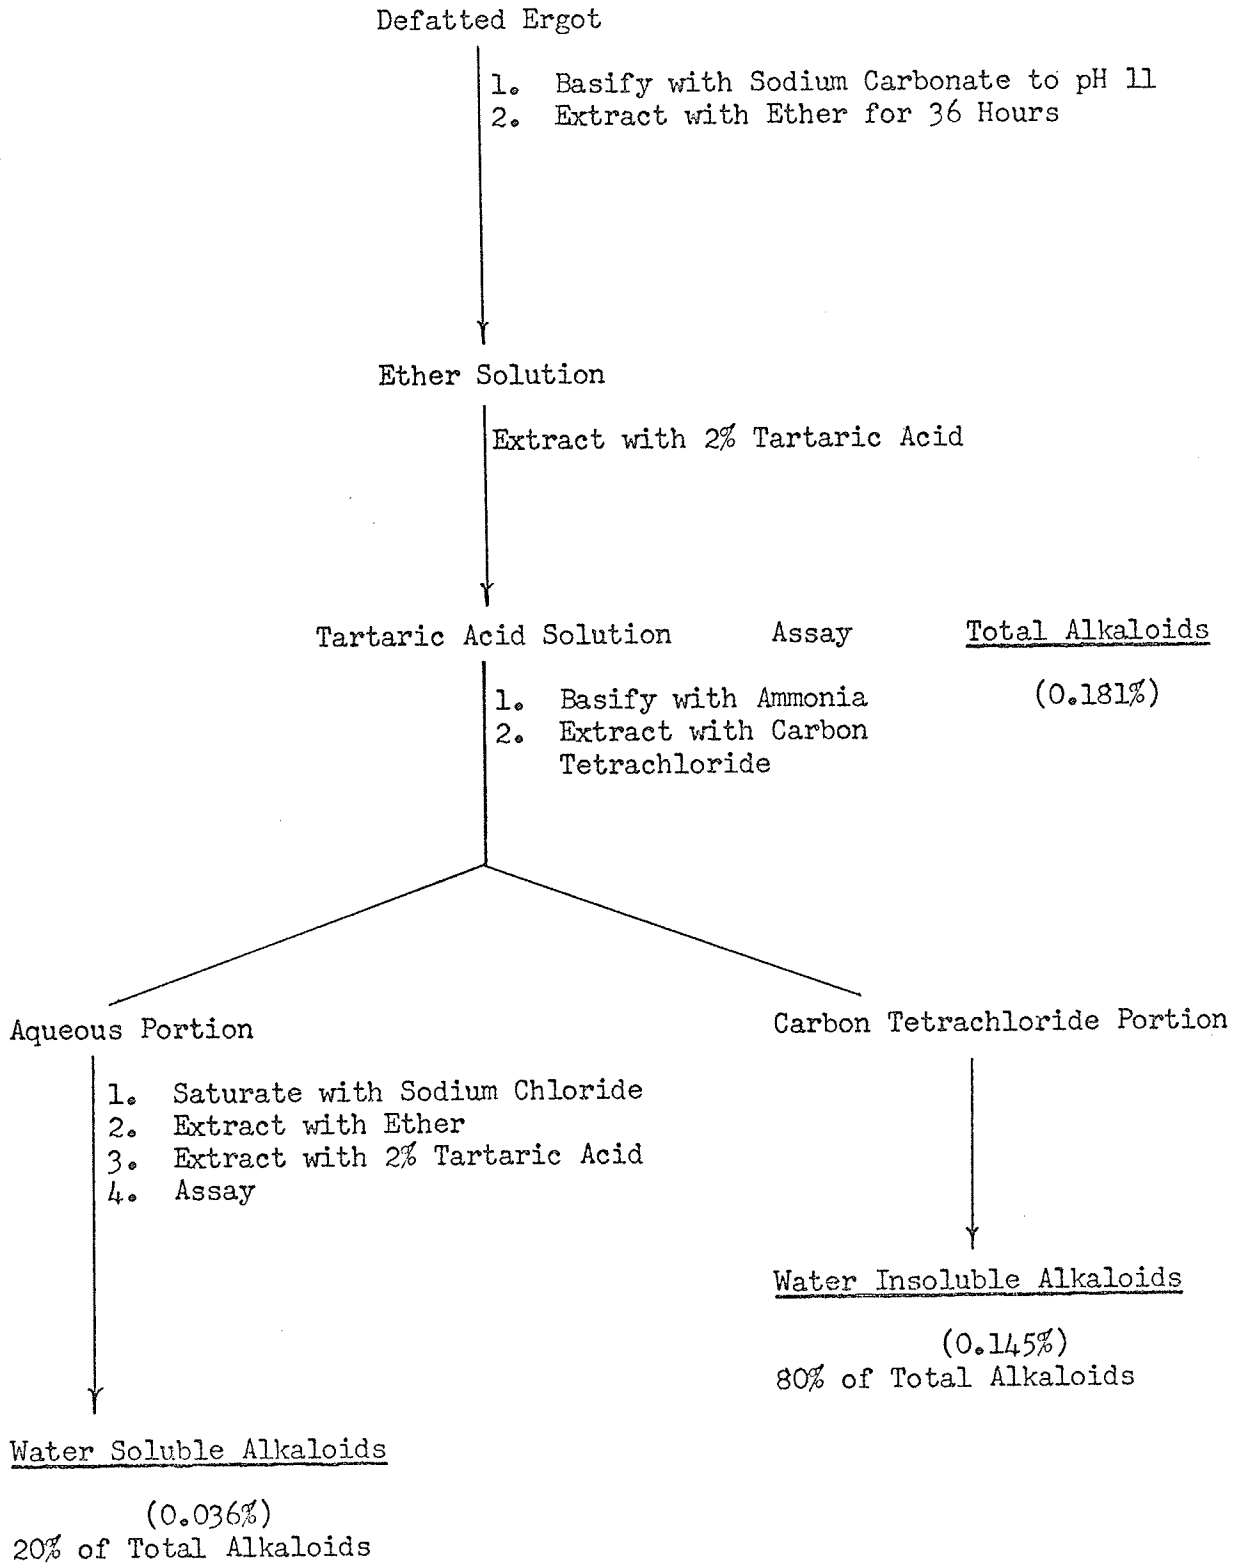 Defatted Ergot
1. Basify with Sodium Carbonate to pH 11
2. Extract with Ether for 36 Hours
Ether Solution
Extract with 2% Tartaric Acid
Tartaric Acid Solution Assay Total Alkaloids
(0.181%)
1. Basify with Ammonia
2. Extract with Carbon
Tetrachloride
Aqueous Portion
1. Saturate with Sodium Chloride
2. Extract with Ether
3. Extract with 2% Tartaric Acid
4. Assay
Water Soluble Alkaloids
(0.036%)
20% of Total Alkaloids
Carbon Tetrachloride Portion
Water Insoluble Alkaloids
(0.145%)
80% of Total Alkaloids